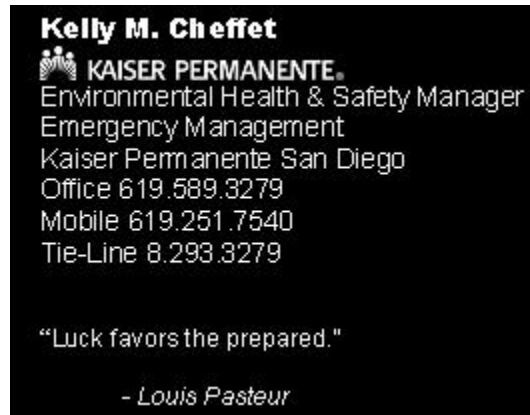 Kelly M. Cheffet
KAISER PERMANENTE®
Environmental Health & Safety Manager
Emergency Management
Kaiser Permanente San Diego
Office 619.589.3279
Mobile 619.251.7540
Tie-Line 8.293.3279
“Luck favors the prepared."
- Louis Pasteur